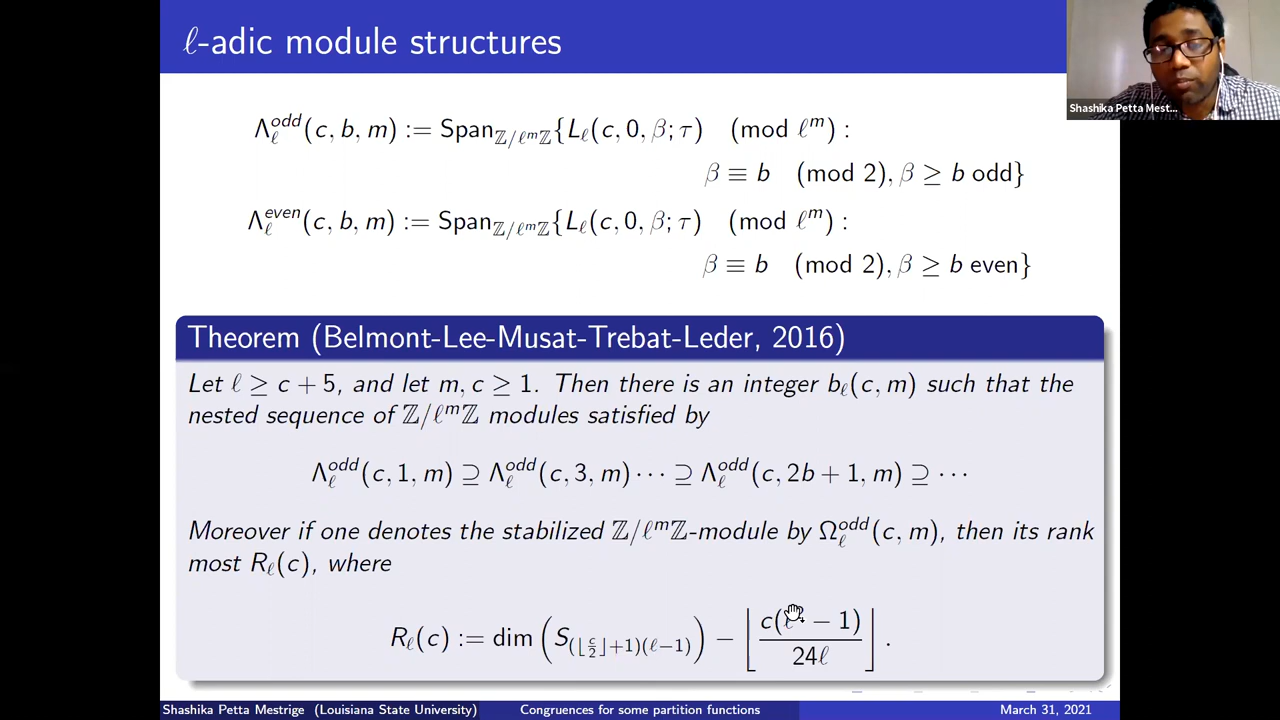 ℓ-adic module structures
Shashika Petta Mest...
Λ_ℓ^{odd}(c, b, m) := Span_{ℤ/ℓ^mℤ}{L_ℓ(c, 0, β; τ) (mod ℓ^m) :
β ≡ b (mod 2), β ≥ b odd}
Λ_ℓ^{even}(c, b, m) := Span_{ℤ/ℓ^mℤ}{L_ℓ(c, 0, β; τ) (mod ℓ^m) :
β ≡ b (mod 2), β ≥ b even}
Theorem (Belmont-Lee-Musat-Trebat-Leder, 2016)
Let ℓ ≥ c + 5, and let m, c ≥ 1. Then there is an integer b_ℓ(c, m) such that the
nested sequence of ℤ/ℓ^mℤ modules satisfied by
Λ_ℓ^{odd}(c, 1, m) ⊇ Λ_ℓ^{odd}(c, 3, m) ⋯ ⊇ Λ_ℓ^{odd}(c, 2b + 1, m) ⊇ ⋯
Moreover if one denotes the stabilized ℤ/ℓ^mℤ-module by Ω_ℓ^{odd}(c, m), then its rank
most R_ℓ(c), where
R_ℓ(c) := dim (S_{(⌊c/2⌋+1)(ℓ−1)}) − ⌊c(ℓ − 1)/24ℓ⌋.
Shashika Petta Mestrige (Louisiana State University)
Congruences for some partition functions
March 31, 2021